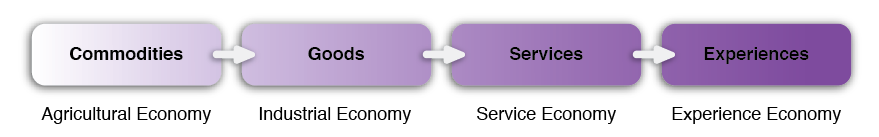 Commodities
Goods
Services
Experiences
Agricultural Economy
Industrial Economy
Service Economy
Experience Economy